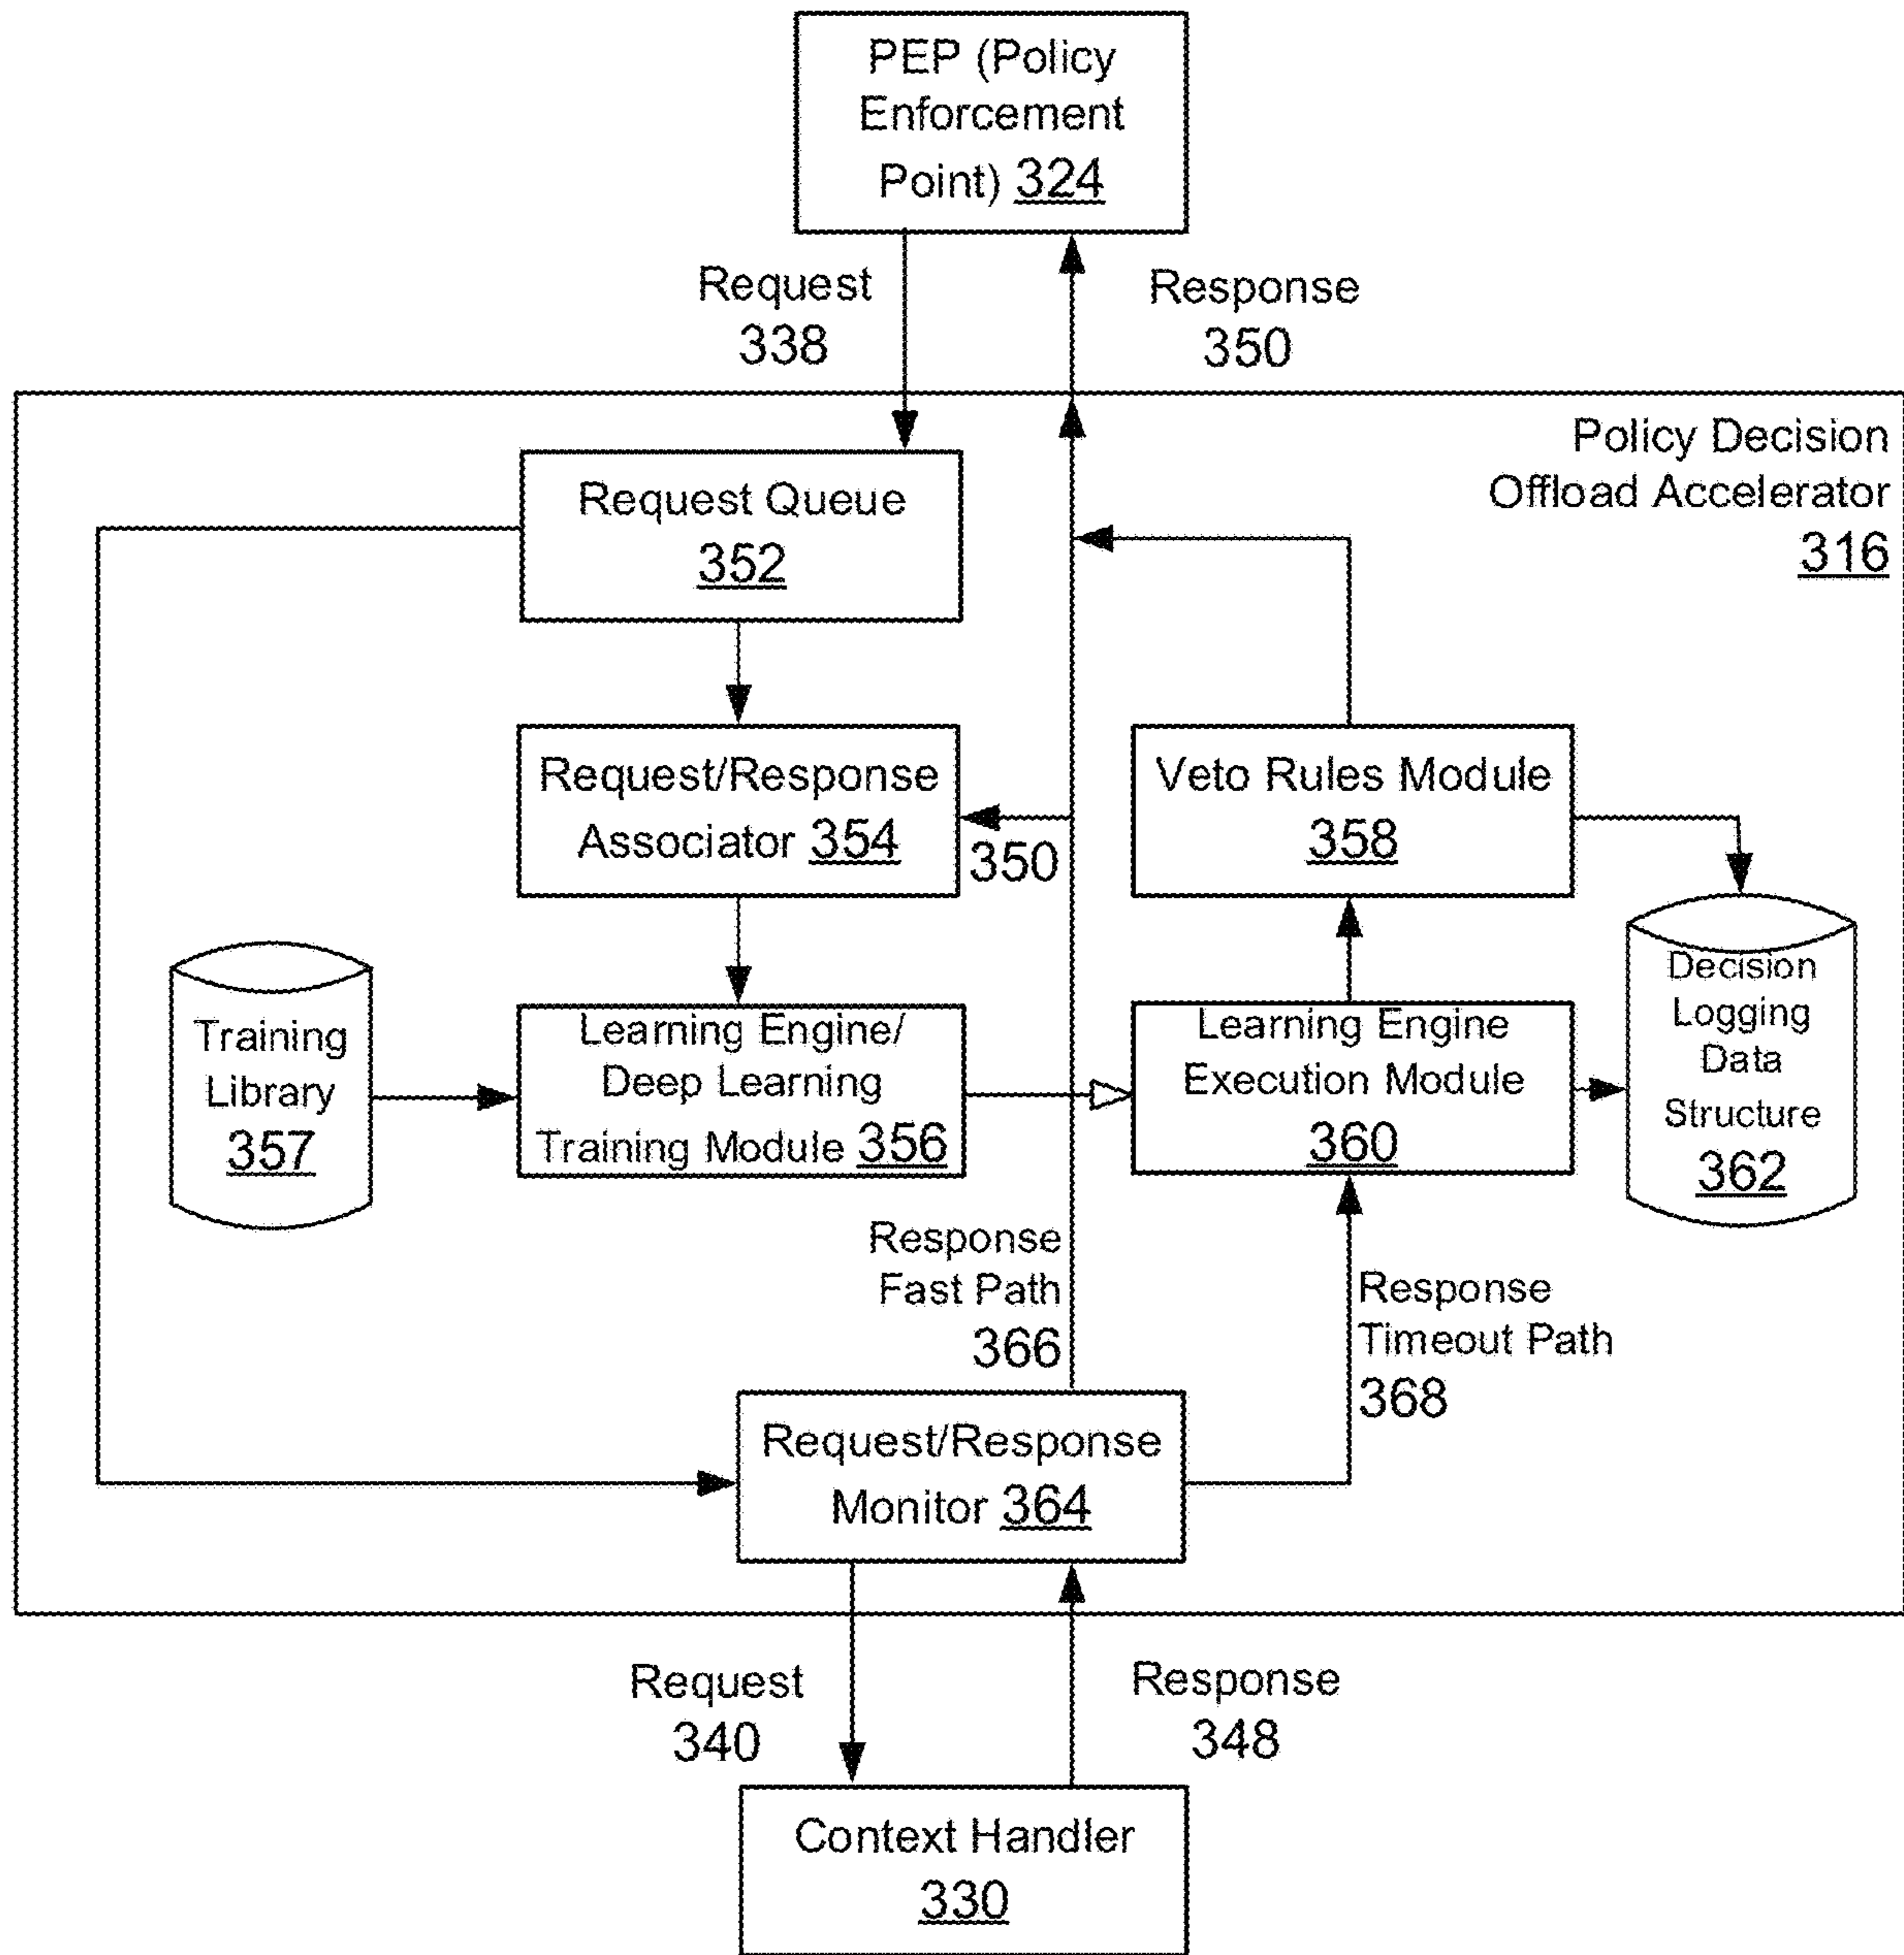 PEP (Policy
Enforcement
Point) 324
Request
338
Response
350
Policy Decision
Offload Accelerator
316
Request Queue
352
Request/Response
Associator 354
350
Veto Rules Module
358
Training
Library
357
Learning Engine/
Deep Learning
Training Module 356
Learning Engine
Execution Module
360
Decision
Logging
Data
Structure
362
Response
Fast Path
366
Response
Timeout Path
368
Request/Response
Monitor 364
Request
340
Response
348
Context Handler
330